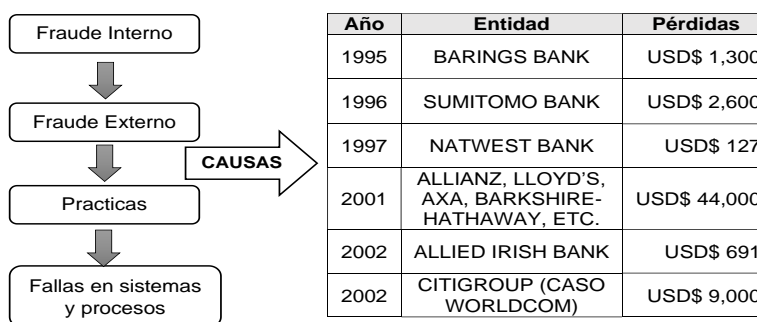 Fraude Interno
Fraude Externo
Practicas
Fallas en sistemas
y procesos
CAUSAS
Año Entidad Pérdidas
1995 BARINGS BANK USD$ 1,300
1996 SUMITOMO BANK USD$ 2,600
1997 NATWEST BANK USD$ 127
2001 ALLIANZ, LLOYD'S,
AXA, BARKSHIRE-
HATHAWAY, ETC. USD$ 44,000
2002 ALLIED IRISH BANK USD$ 691
2002 CITIGROUP (CASO
WORLDCOM) USD$ 9,000